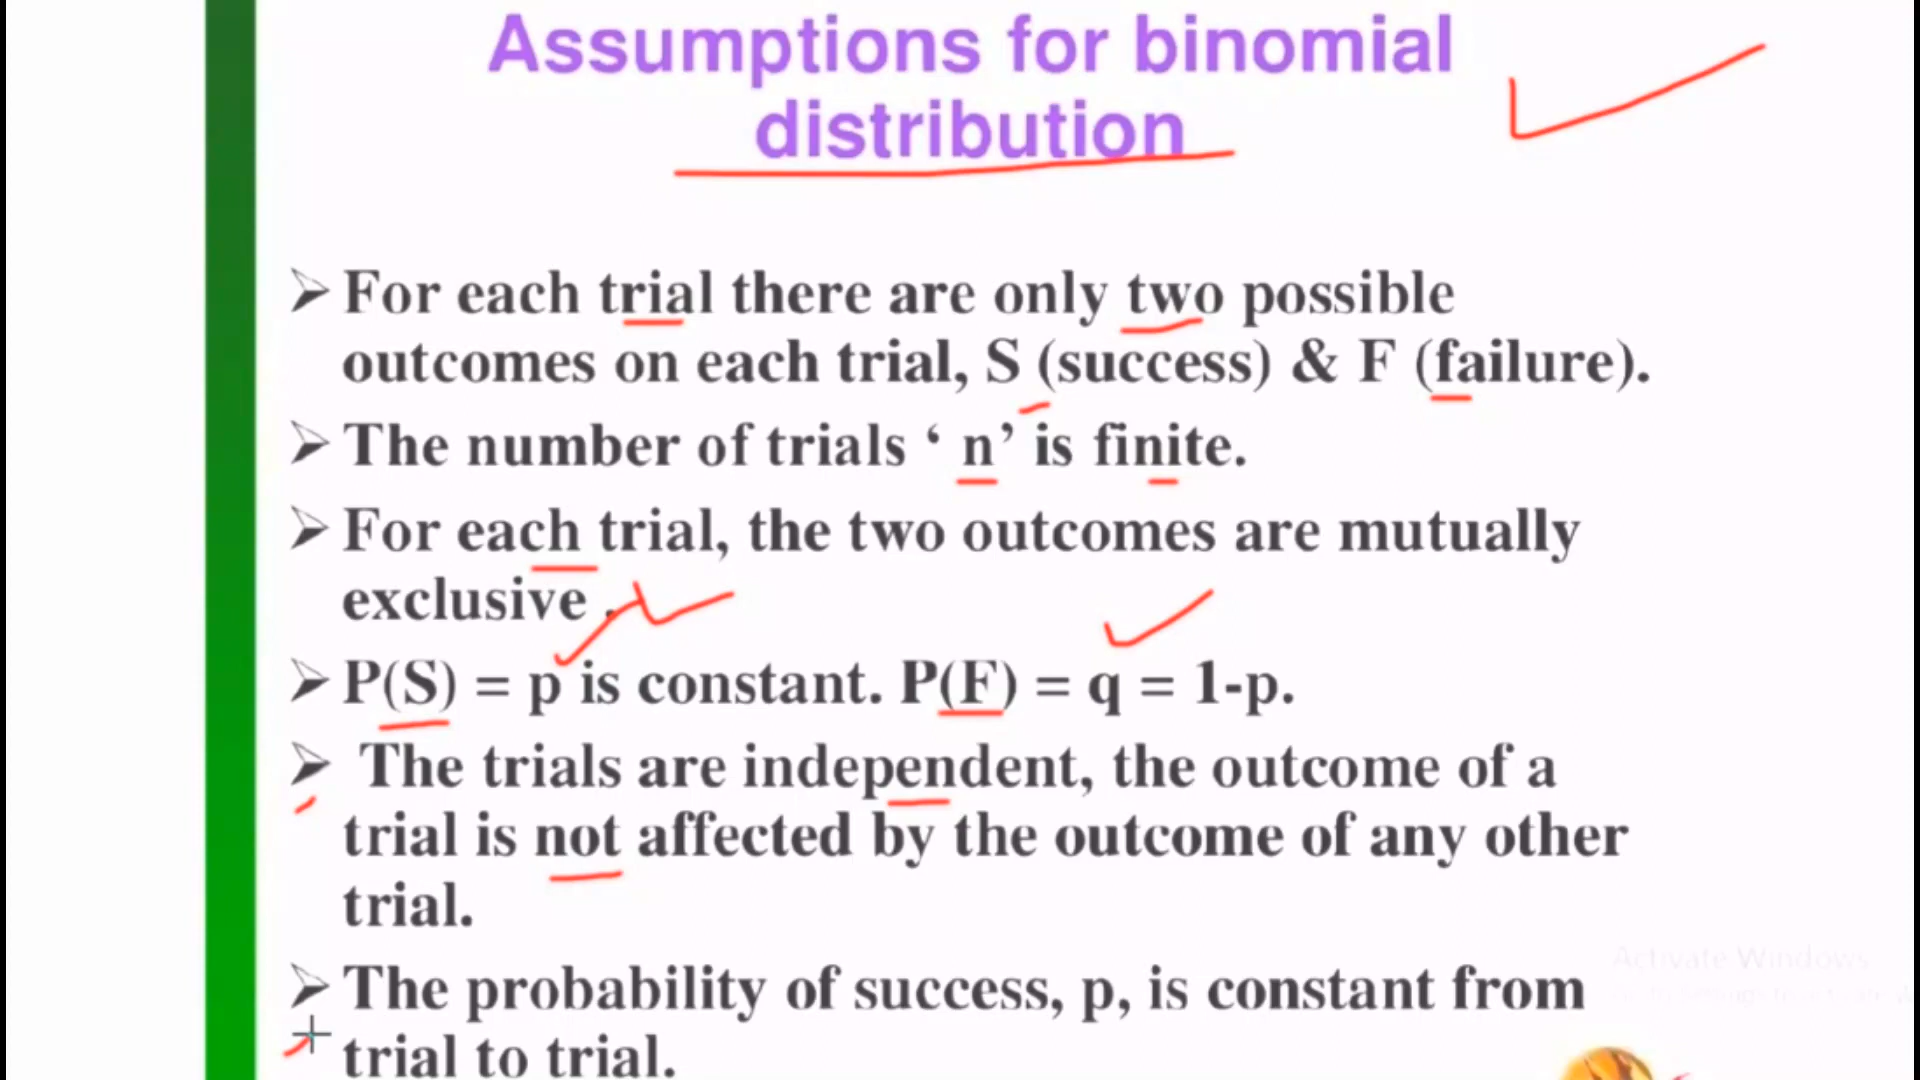 Assumptions for binomial
distribution
➢ For each trial there are only two possible
outcomes on each trial, S (success) & F (failure).
➢ The number of trials ‘ n’ is finite.
➢ For each trial, the two outcomes are mutually
exclusive .
➢ P(S) = p is constant. P(F) = q = 1-p.
➢ The trials are independent, the outcome of a
trial is not affected by the outcome of any other
trial.
➢ The probability of success, p, is constant from
trial to trial.
Activate Windows